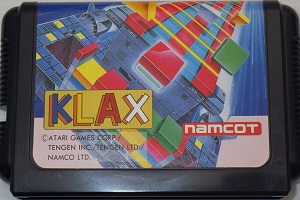 KLAX
namcot
©ATARI GAMES CORP./
TENGEN INC./TENGEN LTD./
NAMCO LTD.